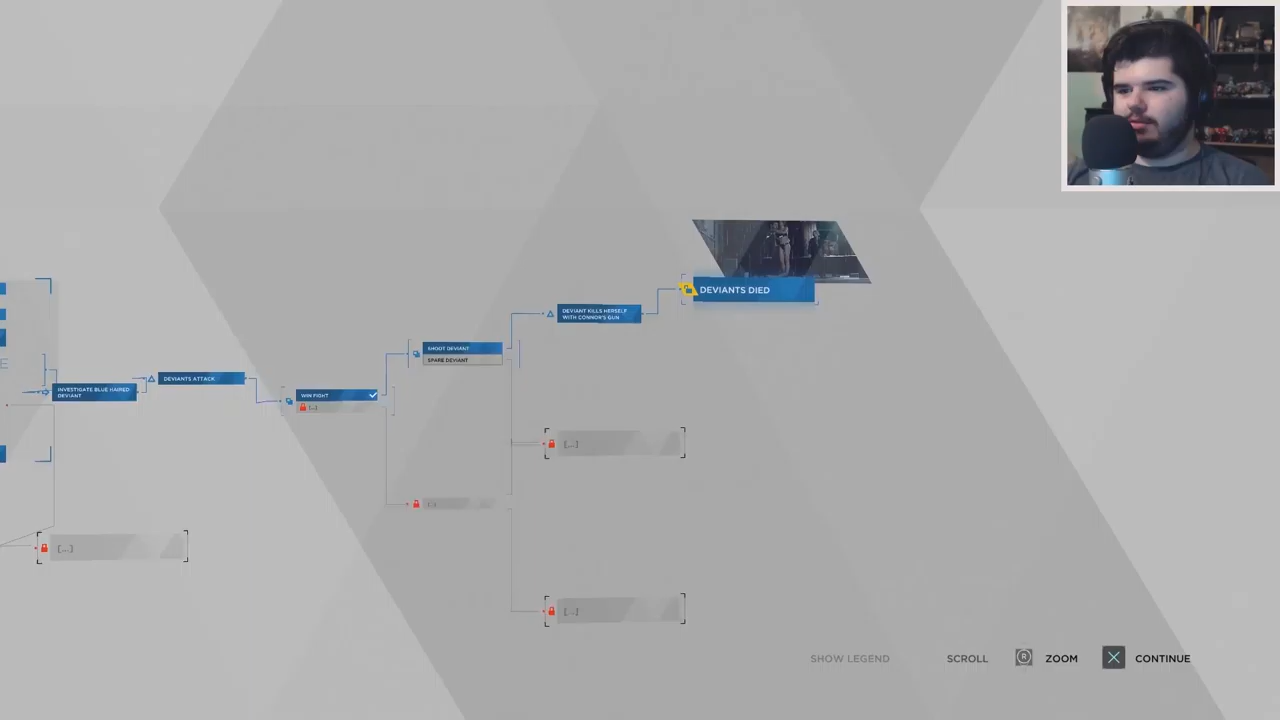 DEVIANTS DIED
DEVIANT KILLS HERSELF
WITH CONNOR'S GUN
SHOOT DEVIANT
SPARE DEVIANT
DEVIANTS ATTACK
INVESTIGATE BLUE HAIRED
DEVIANT
WIN FIGHT
[...]
E
[...]
[...]
[...]
[...]
SHOW LEGEND
SCROLL
R ZOOM
CONTINUE